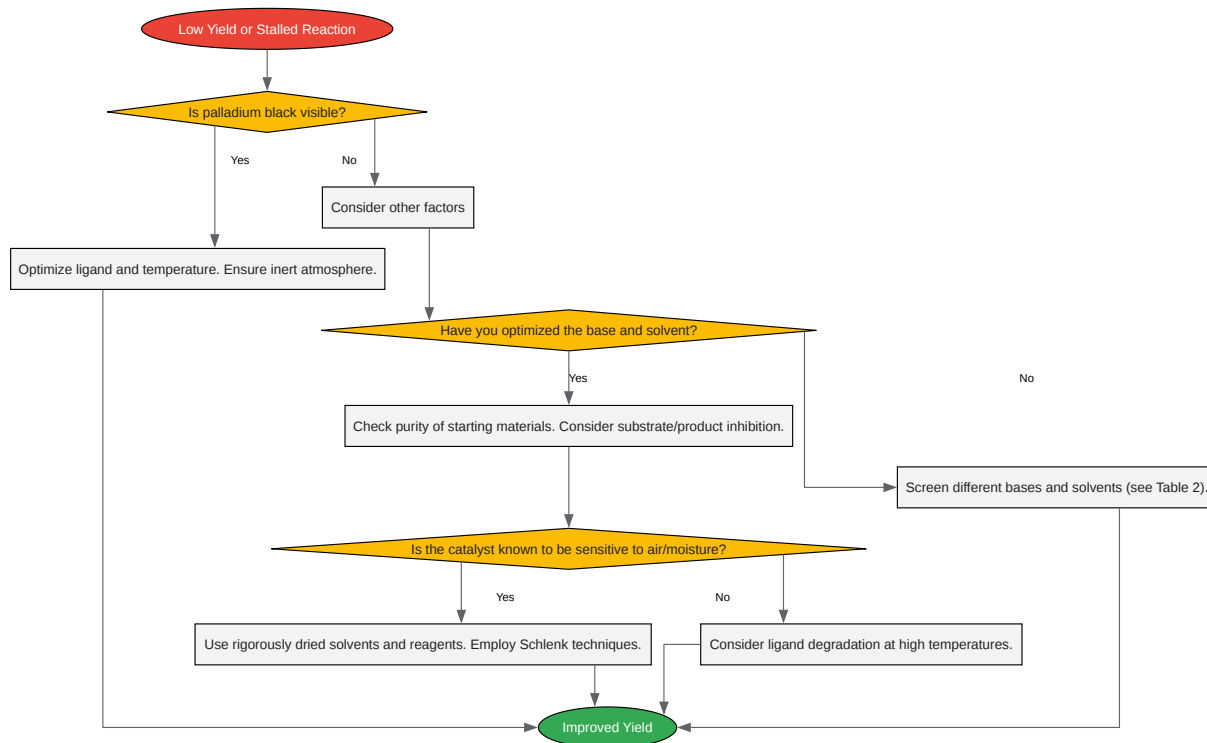 Low Yield or Stalled Reaction
Is palladium black visible?
Yes
No
Consider other factors
Optimize ligand and temperature. Ensure inert atmosphere.
Have you optimized the base and solvent?
Yes
No
Check purity of starting materials. Consider substrate/product inhibition.
Screen different bases and solvents (see Table 2).
Is the catalyst known to be sensitive to air/moisture?
Yes
No
Use rigorously dried solvents and reagents. Employ Schlenk techniques.
Consider ligand degradation at high temperatures.
Improved Yield